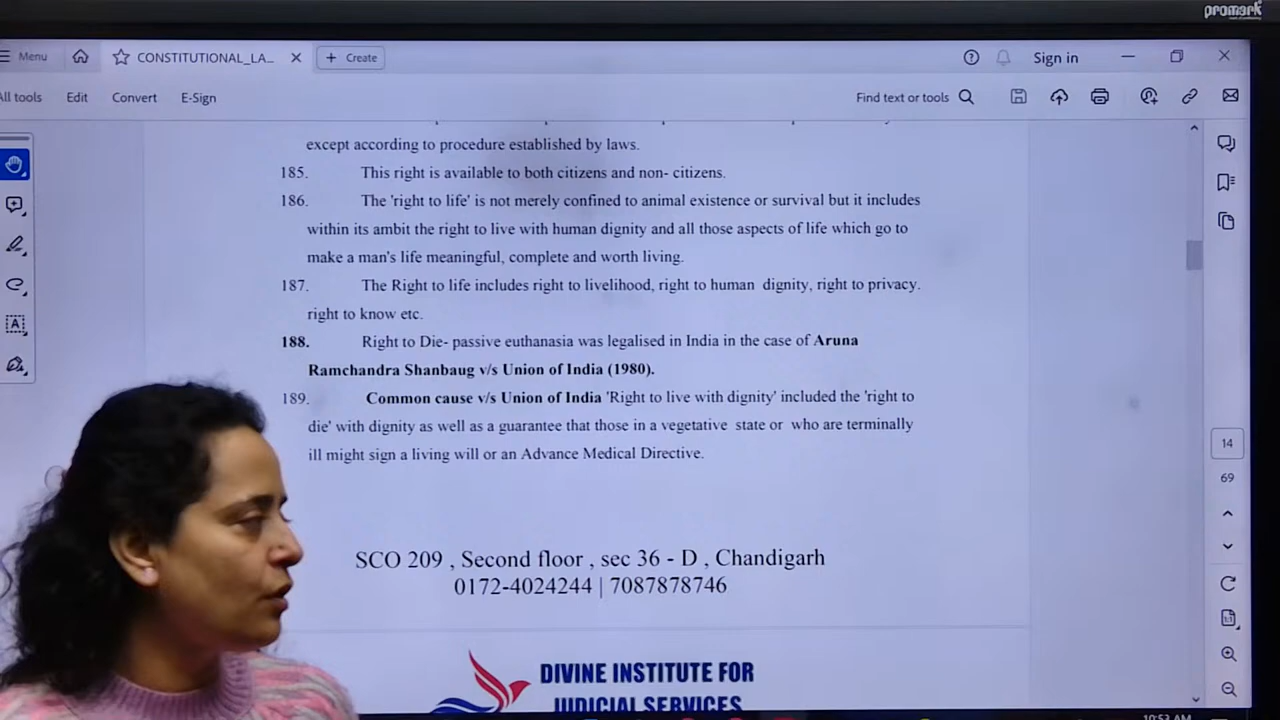 promark
Menu
CONSTITUTIONAL_LA...
+ Create
Sign in
All tools
Edit
Convert
E-Sign
Find text or tools
except according to procedure established by laws.
185. This right is available to both citizens and non- citizens.
186. The 'right to life' is not merely confined to animal existence or survival but it includes
within its ambit the right to live with human dignity and all those aspects of life which go to
make a man's life meaningful, complete and worth living.
187. The Right to life includes right to livelihood, right to human dignity, right to privacy.
right to know etc.
188. Right to Die- passive euthanasia was legalised in India in the case of Aruna
Ramchandra Shanbaug v/s Union of India (1980).
189. Common cause v/s Union of India 'Right to live with dignity' included the 'right to
die' with dignity as well as a guarantee that those in a vegetative state or who are terminally
ill might sign a living will or an Advance Medical Directive.
14
69
SCO 209 , Second floor , sec 36 - D , Chandigarh
0172-4024244 | 7087878746
DIVINE INSTITUTE FOR
JUDICIAL SERVICES
10:53 AM